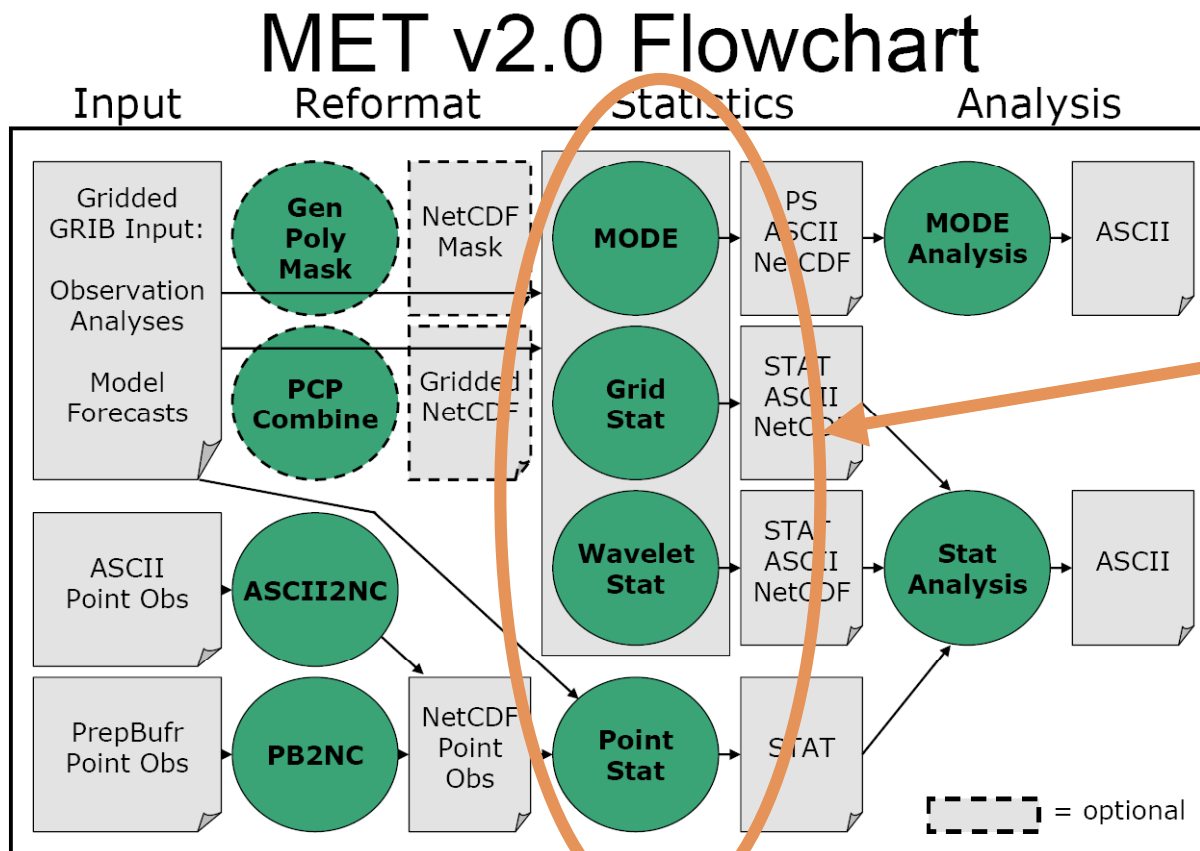 MET v2.0 Flowchart
Input
Reformat
Statistics
Analysis
Gridded
GRIB Input:
Observation
Analyses
Model
Forecasts
Gen
Poly
Mask
NetCDF
Mask
MODE
PS
ASCII
NetCDF
MODE
Analysis
ASCII
PCP
Combine
Gridded
NetCDF
Grid
Stat
STAT
ASCII
NetCDF
Wavelet
Stat
STAT
ASCII
NetCDF
Stat
Analysis
ASCII
ASCII
Point Obs
ASCII2NC
PrepBufr
Point Obs
PB2NC
NetCDF
Point
Obs
Point
Stat
STAT
= optional